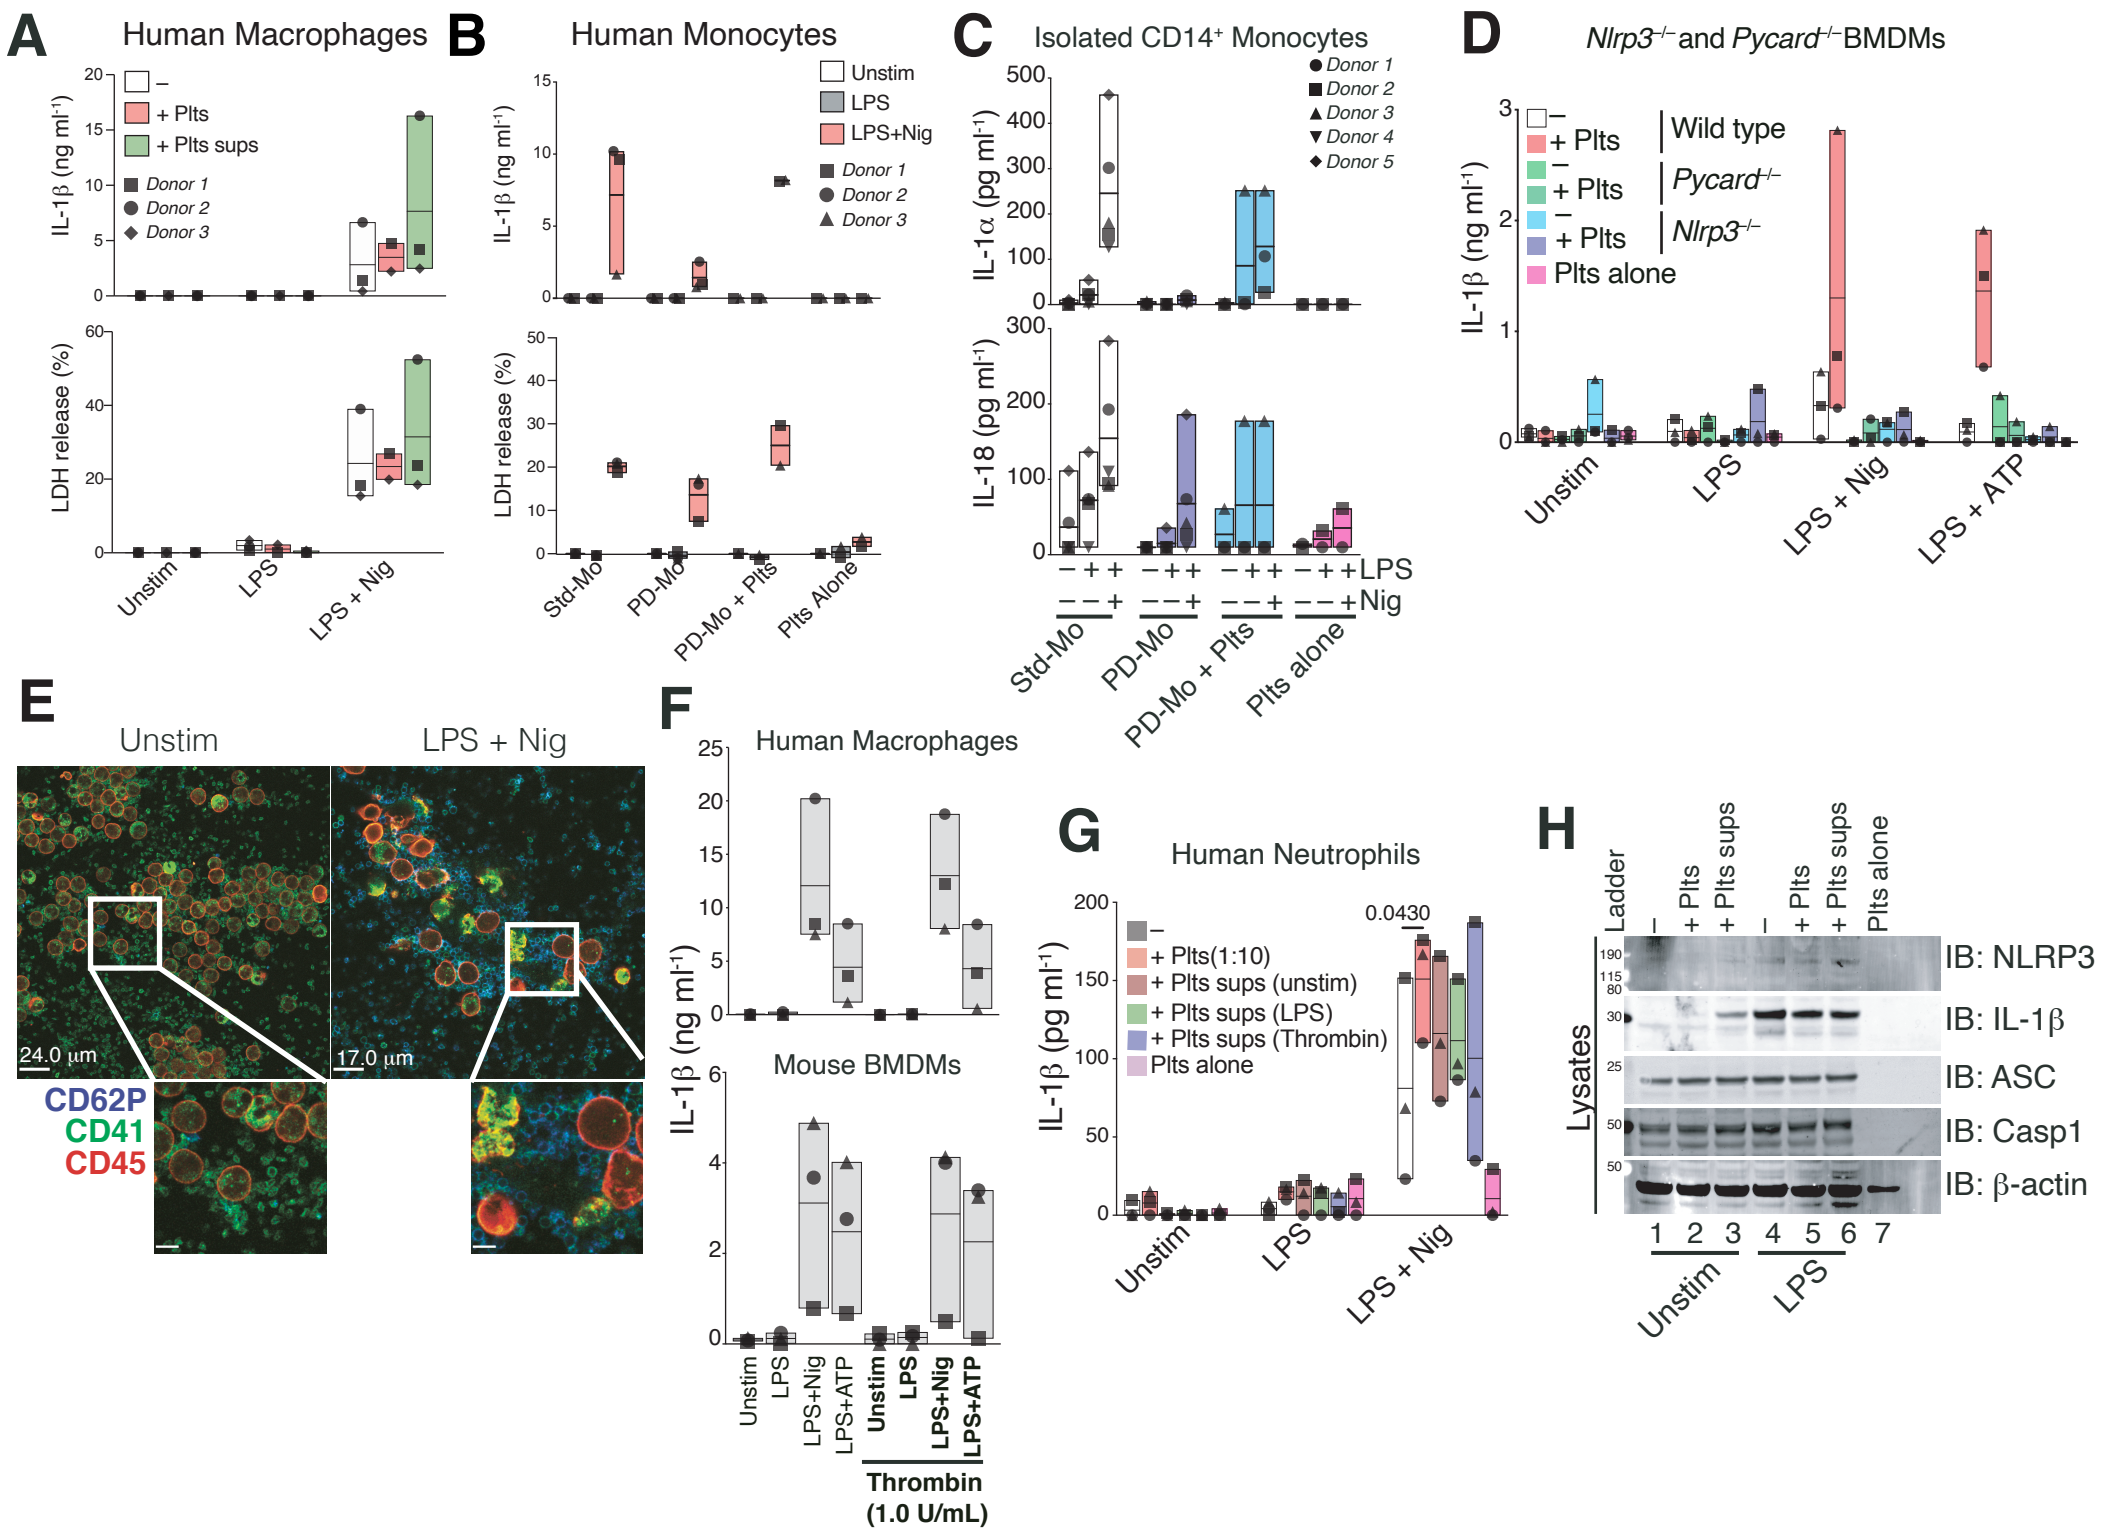 A
Human Macrophages
IL-1β (ng ml-1)
20
15
10
5
0
–
+ Plts
+ Plts sups
Donor 1
Donor 2
Donor 3
LDH release (%)
60
40
20
0
Unstim
LPS
LPS + Nig
B
Human Monocytes
IL-1β (ng ml-1)
15
10
5
0
Unstim
LPS
LPS+Nig
Donor 1
Donor 2
Donor 3
LDH release (%)
50
40
30
20
10
0
Std-Mo
PD-Mo
PD-Mo + Plts
Plts Alone
C
Isolated CD14+ Monocytes
IL-1α (pg ml-1)
500
400
300
200
100
0
Donor 1
Donor 2
Donor 3
Donor 4
Donor 5
IL-18 (pg ml-1)
300
200
100
0
– + + – + + – + + – + + LPS
– – + – – + – – + – – + Nig
Std-Mo
PD-Mo
PD-Mo + Plts
Plts alone
D
Nlrp3–/– and Pycard–/– BMDMs
IL-1β (ng ml-1)
3
2
1
0
–
+ Plts
Wild type
–
+ Plts
Pycard–/–
–
+ Plts
Nlrp3–/–
Plts alone
Unstim
LPS
LPS + Nig
LPS + ATP
E
Unstim
LPS + Nig
24.0 μm
17.0 μm
CD62P
CD41
CD45
F
Human Macrophages
IL-1β (ng ml-1)
25
20
15
10
5
0
Mouse BMDMs
6
4
2
0
Unstim
LPS
LPS+Nig
LPS+ATP
Unstim
LPS
LPS+Nig
LPS+ATP
Thrombin
(1.0 U/mL)
G
Human Neutrophils
IL-1β (pg ml-1)
200
150
100
50
0
0.0430
–
+ Plts(1:10)
+ Plts sups (unstim)
+ Plts sups (LPS)
+ Plts sups (Thrombin)
Plts alone
Unstim
LPS
LPS + Nig
H
Ladder
–
+ Plts
+ Plts sups
–
+ Plts
+ Plts sups
Plts alone
Lysates
190
115
80
IB: NLRP3
30
IB: IL-1β
25
IB: ASC
50
IB: Casp1
50
IB: β-actin
1 2 3 4 5 6 7
Unstim
LPS